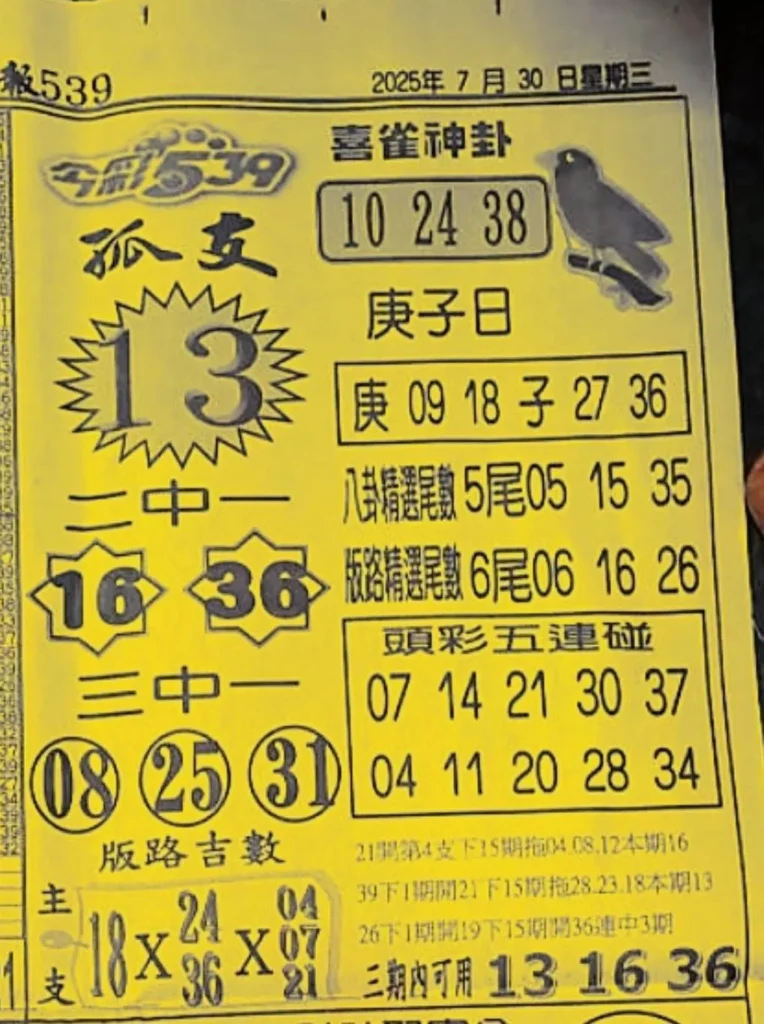 報539
2025年 7 月 30 日星期三
今彩539
孤支
13
二中一
16 36
三中一
08 25 31
版路吉數
主支
18 X 24 36 X 04 07 21
喜雀神卦
10 24 38
庚子日
庚 09 18 子 27 36
八卦精選尾數 5尾05 15 35
版路精選尾數 6尾06 16 26
頭彩五連碰
07 14 21 30 37
04 11 20 28 34
21開第4支下15期拖04.08.12本期16
39下1期開21下15期拖28.23.18本期13
26下1期開19下15期開36連中3期
三期內可用 13 16 36